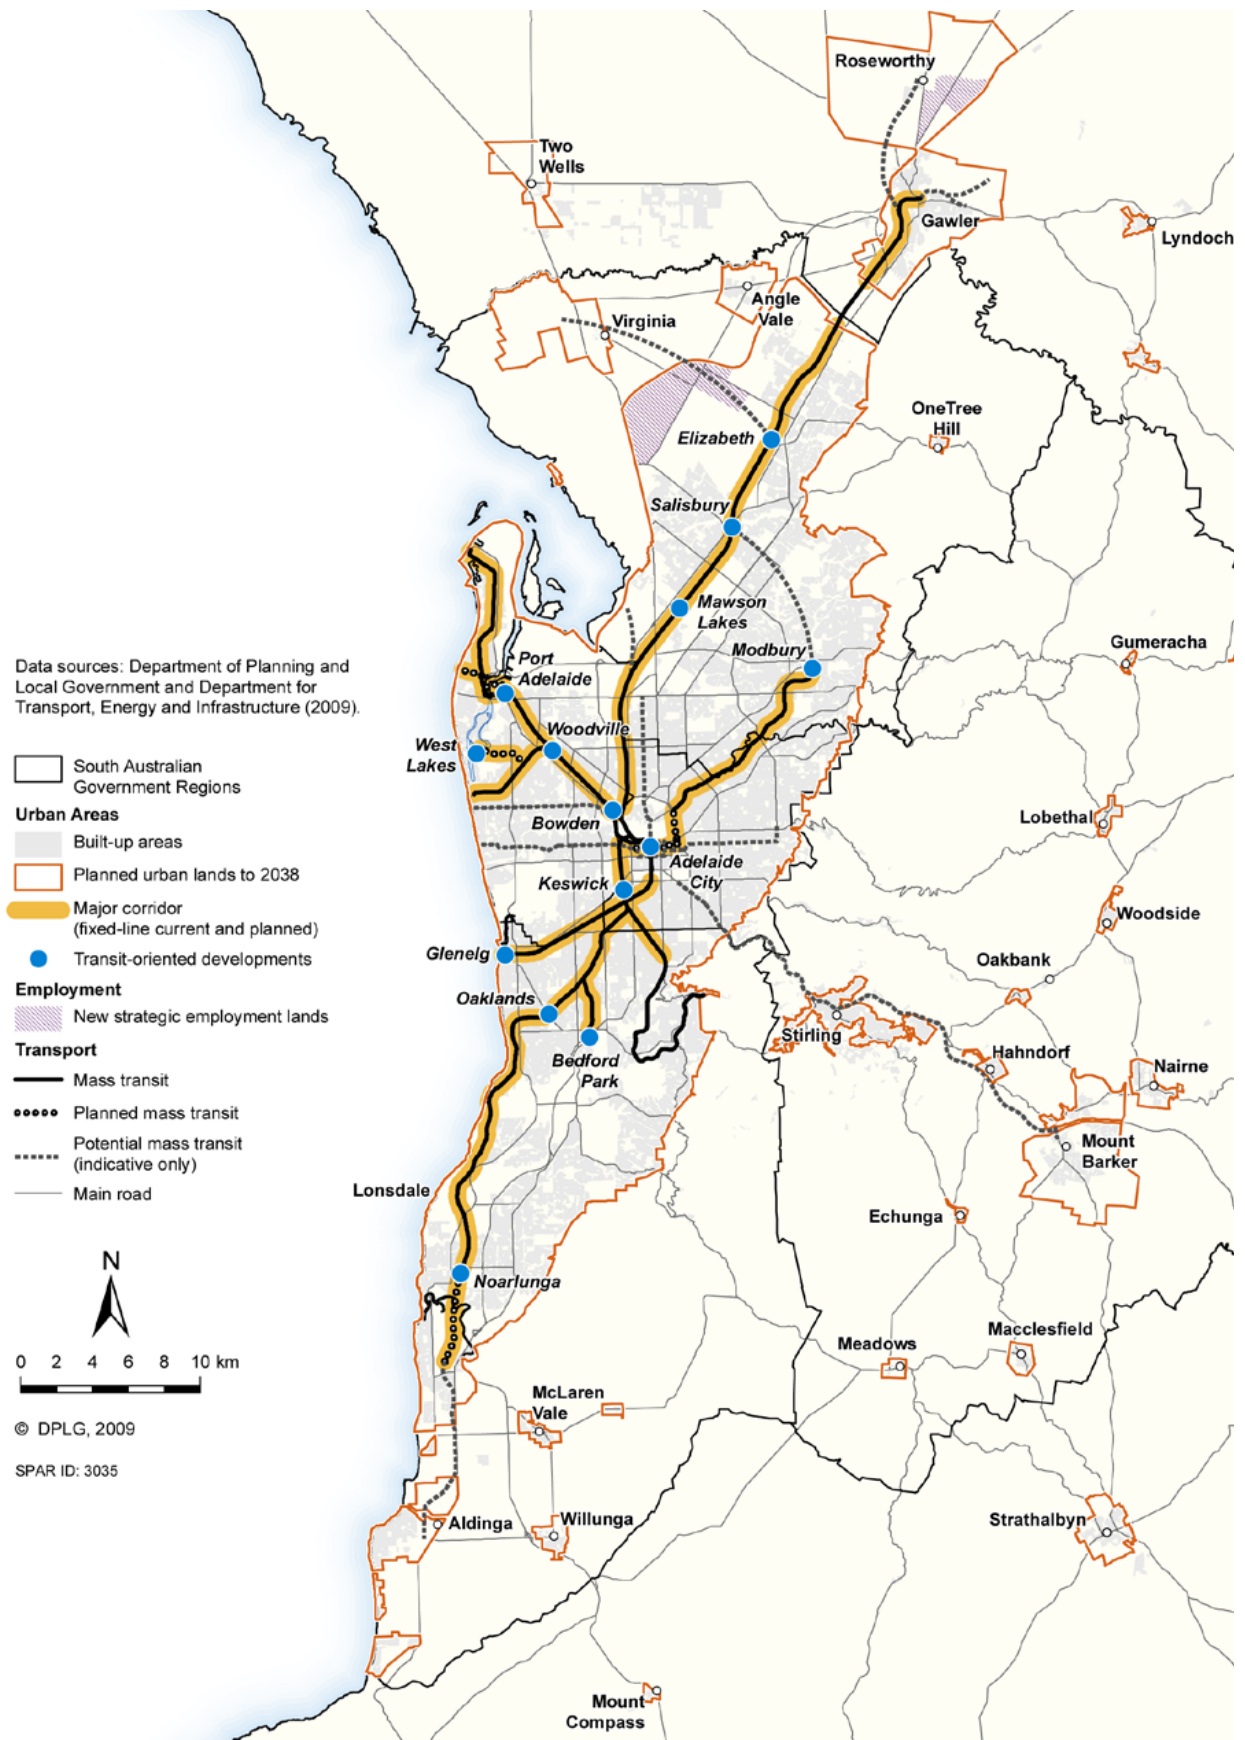 Roseworthy
Two
Wells
Gawler
Lyndoch
Angle
Vale
Virginia
OneTree
Hill
Elizabeth
Salisbury
Mawson
Lakes
Modbury
Gumeracha
Port
Adelaide
Woodville
West
Lakes
Bowden
Lobethal
Adelaide
City
Keswick
Woodside
Glenelg
Oakbank
Oaklands
Stirling
Hahndorf
Nairne
Bedford
Park
Mount
Barker
Lonsdale
Echunga
Noarlunga
Meadows
Macclesfield
McLaren
Vale
Aldinga
Willunga
Strathalbyn
Mount
Compass
Data sources: Department of Planning and
Local Government and Department for
Transport, Energy and Infrastructure (2009).
South Australian
Government Regions
Urban Areas
Built-up areas
Planned urban lands to 2038
Major corridor
(fixed-line current and planned)
Transit-oriented developments
Employment
New strategic employment lands
Transport
Mass transit
Planned mass transit
Potential mass transit
(indicative only)
Main road
N
0 2 4 6 8 10 km
© DPLG, 2009
SPAR ID: 3035